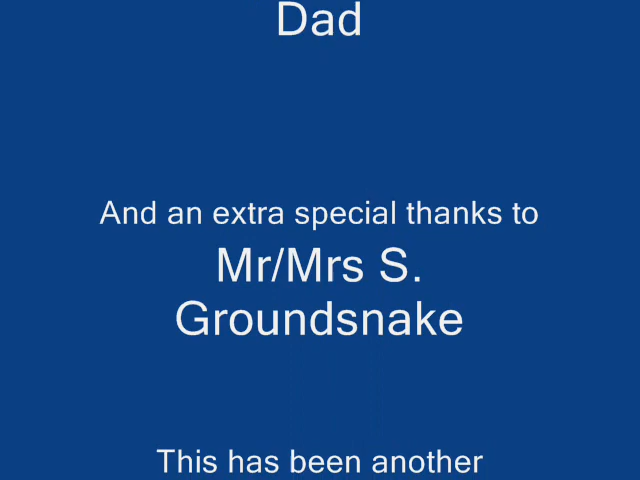 Dad
And an extra special thanks to
Mr/Mrs S.
Groundsnake
This has been another